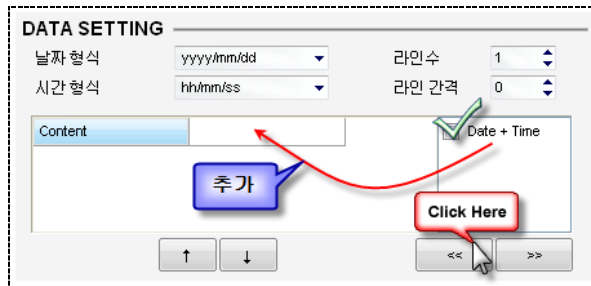 DATA SETTING
날짜 형식 yyyy/mm/dd 라인수 1
시간 형식 hh/mm/ss 라인 간격 0
Content Date + Time
추가
Click Here
↑ ↓ << >>